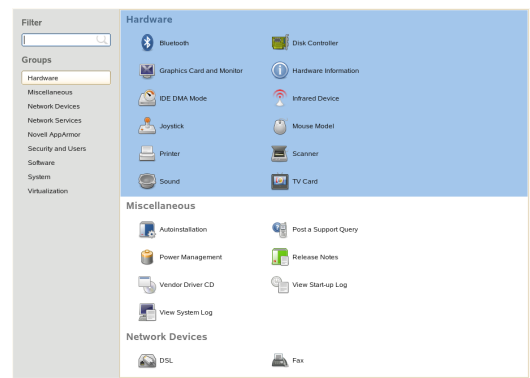 Filter
Groups
Hardware
Miscellaneous
Network Devices
Network Services
Novell AppArmor
Security and Users
Software
System
Virtualization
Hardware
Bluetooth
Disk Controller
Graphics Card and Monitor
Hardware Information
IDE DMA Mode
Infrared Device
Joystick
Mouse Model
Printer
Scanner
Sound
TV Card
Miscellaneous
Autoinstallation
Post a Support Query
Power Management
Release Notes
Vendor Driver CD
View Start-up Log
View System Log
Network Devices
DSL
Fax